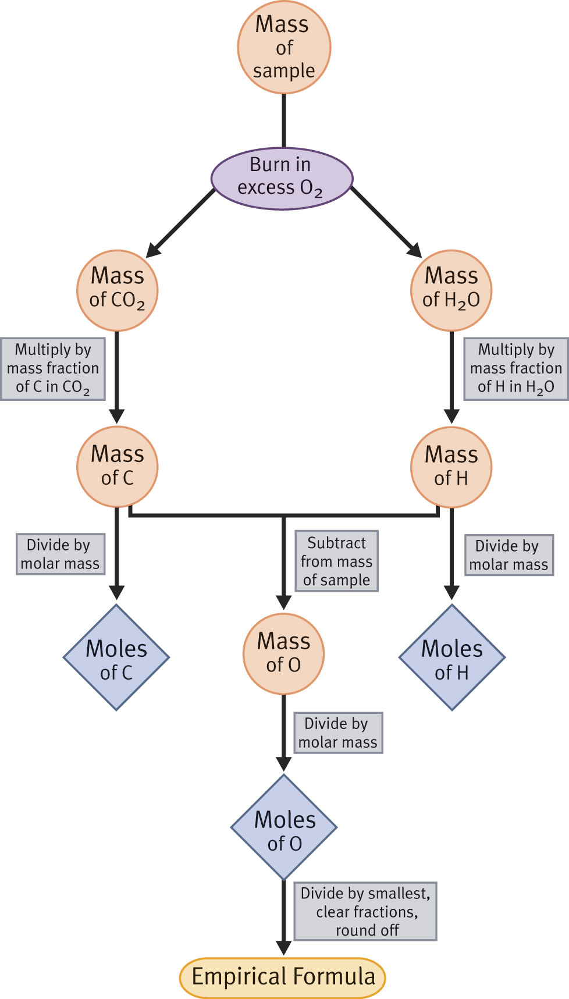 Mass
of
sample
Burn in
excess O₂
Mass
of CO₂
Mass
of H₂O
Multiply by
mass fraction
of C in CO₂
Multiply by
mass fraction
of H in H₂O
Mass
of C
Mass
of H
Divide by
molar mass
Subtract
from mass
of sample
Divide by
molar mass
Moles
of C
Mass
of O
Moles
of H
Divide by
molar mass
Moles
of O
Divide by smallest,
clear fractions,
round off
Empirical Formula